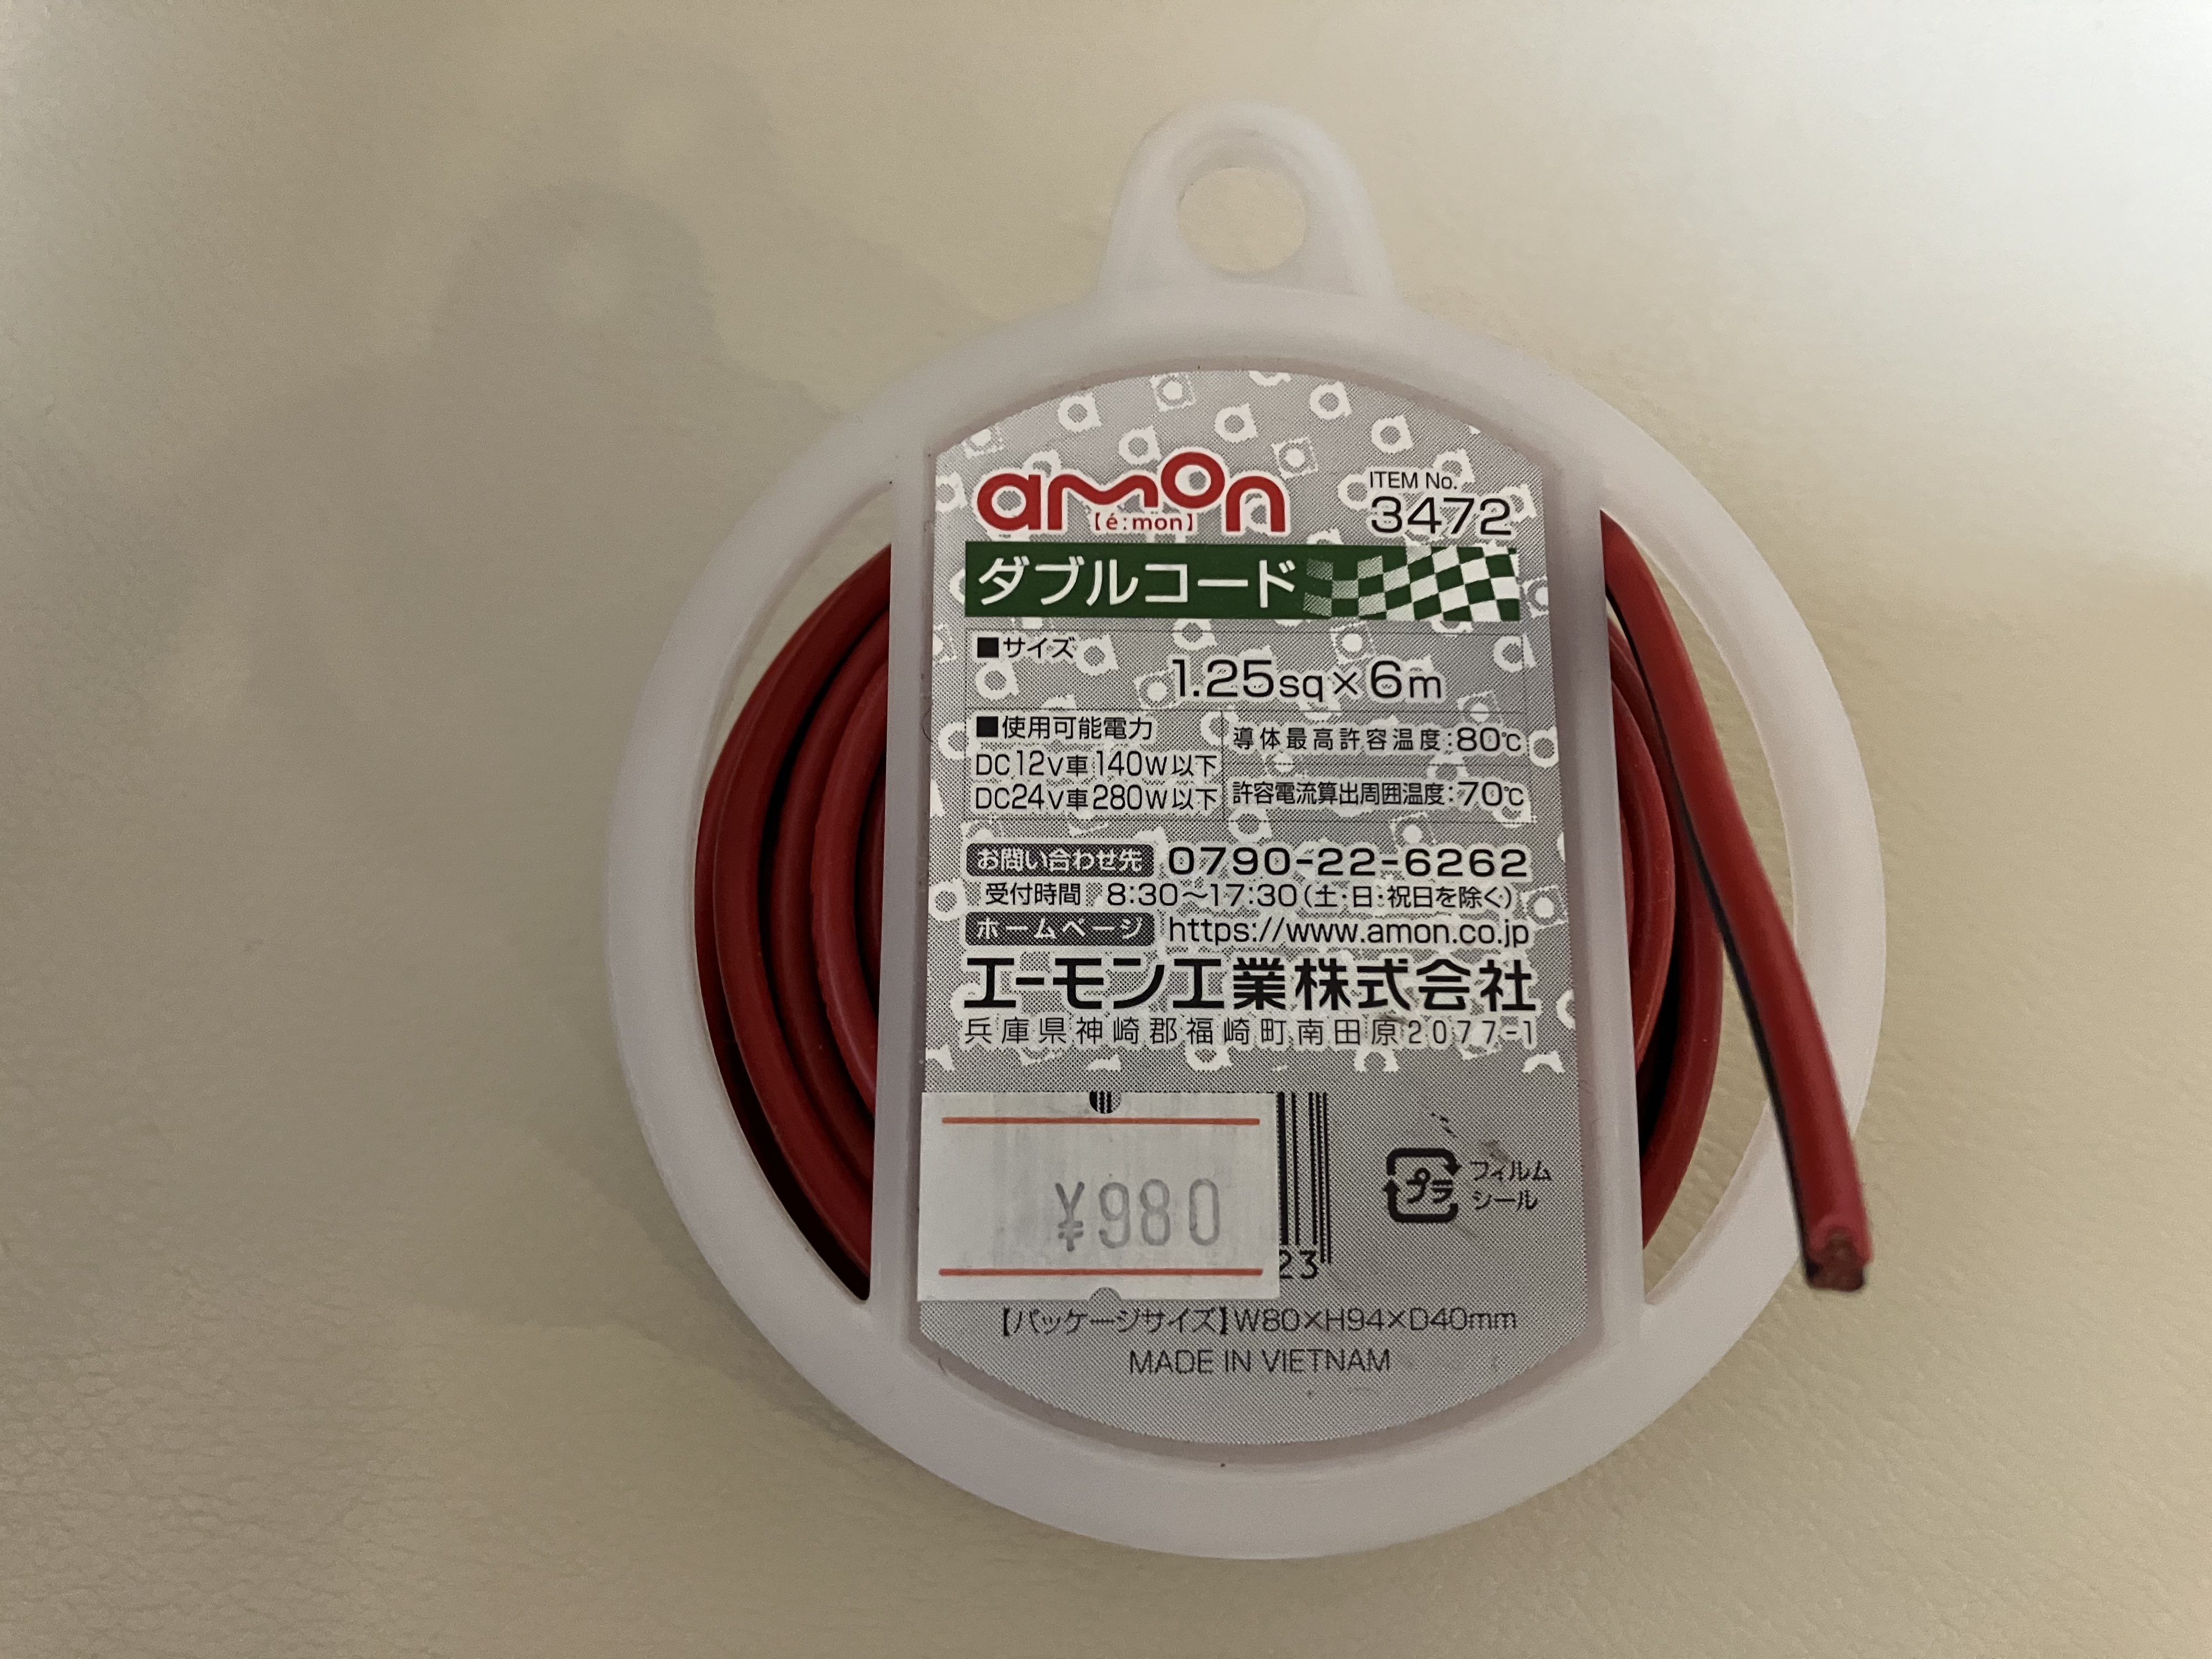 amon
【é:mon】
ITEM No.
3472
ダブルコード
■サイズ
1.25sq×6m
■使用可能電力
DC12V車140W以下
DC24V車280W以下
導体最高許容温度:80℃
許容電流算出周囲温度:70℃
お問い合わせ先 0790-22-6262
受付時間 8:30〜17:30(土・日・祝日を除く)
ホームページ https://www.amon.co.jp
エーモン工業株式会社
兵庫県神崎郡福崎町南田原2077-1
¥980
23
プラ
フィルム
シール
【パッケージサイズ】W80×H94×D40mm
MADE IN VIETNAM